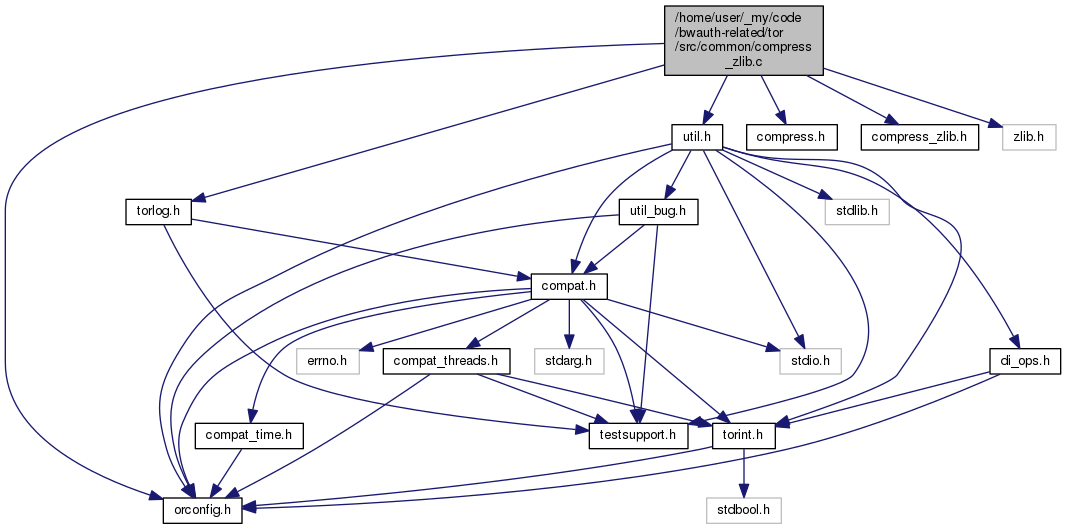 /home/user/_my/code
/bwauth-related/tor
/src/common/compress
_zlib.c
util.h
compress.h
compress_zlib.h
zlib.h
torlog.h
util_bug.h
stdlib.h
compat.h
errno.h
compat_threads.h
stdarg.h
stdio.h
di_ops.h
compat_time.h
testsupport.h
torint.h
orconfig.h
stdbool.h